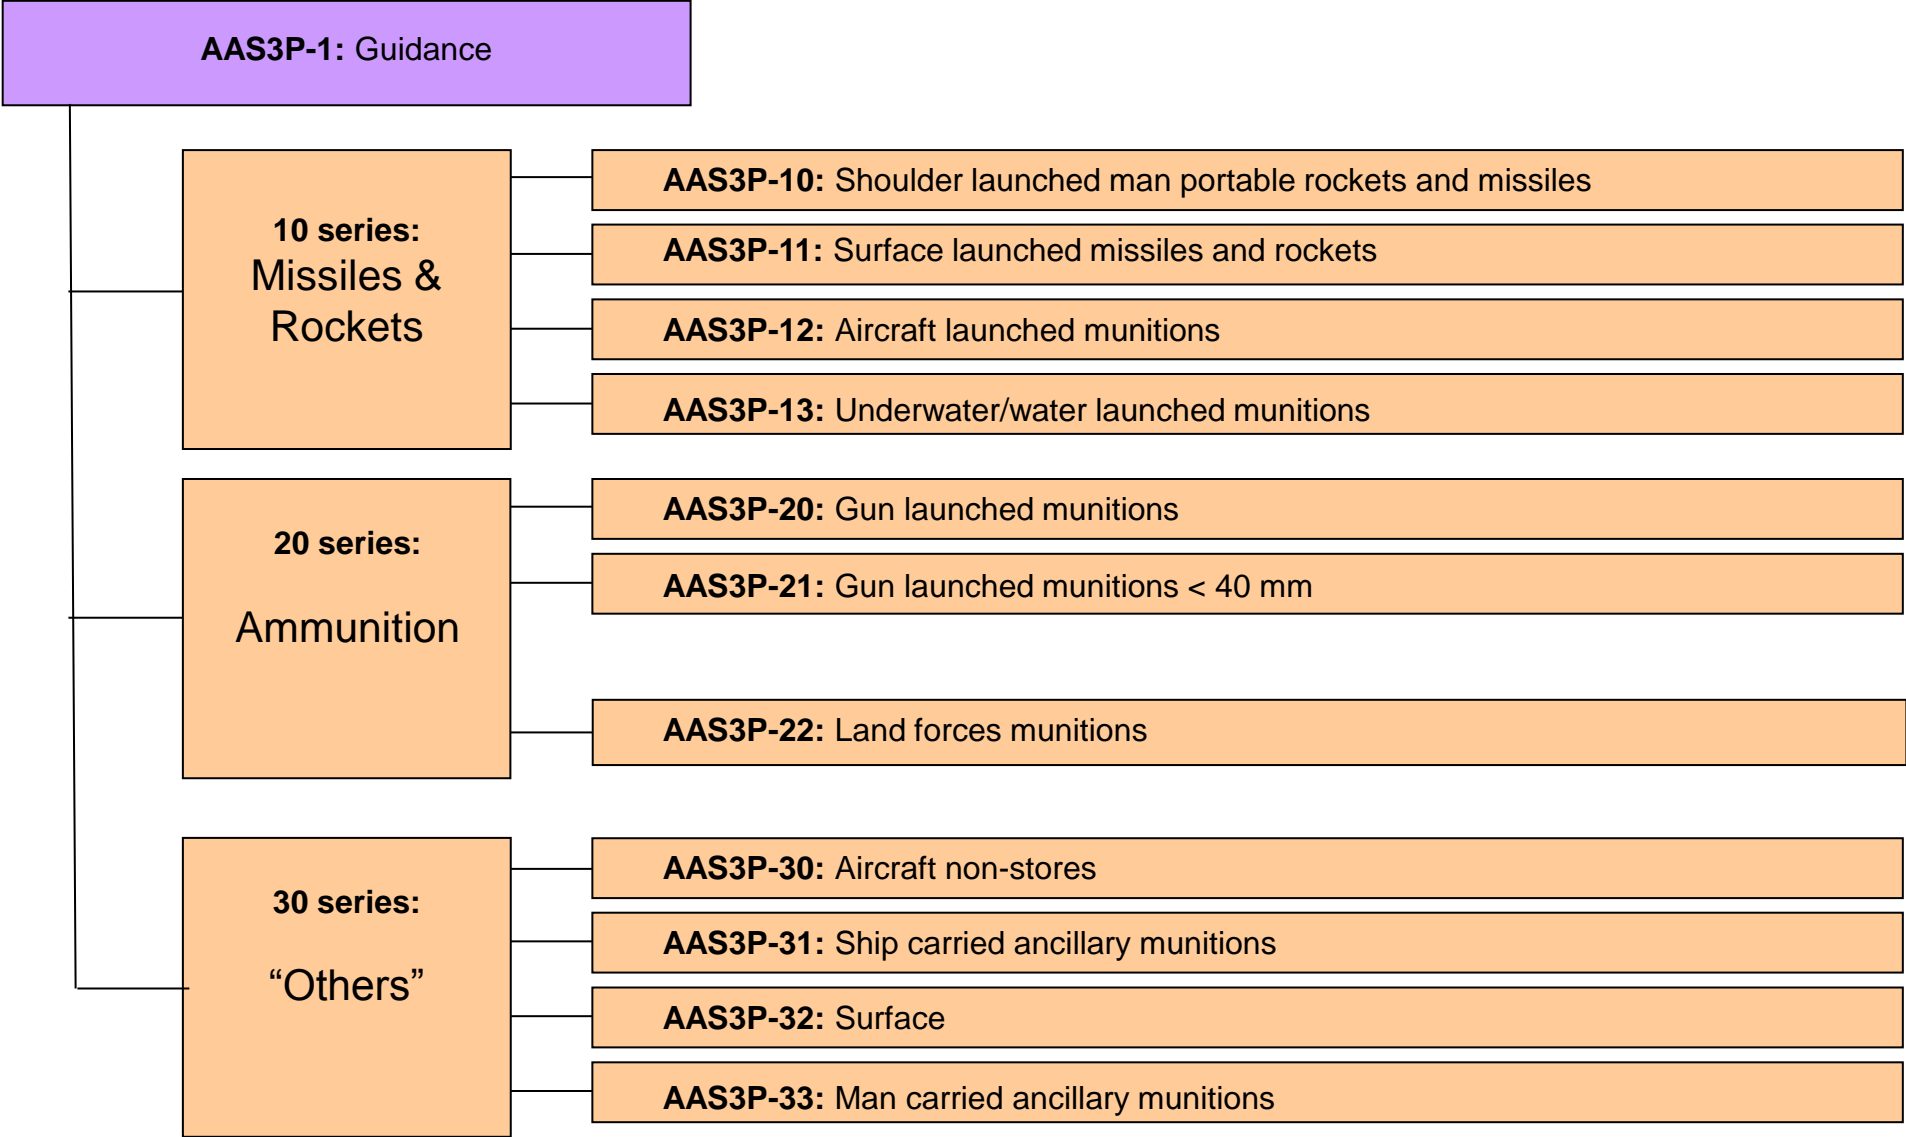 AAS3P-1: Guidance
10 series:
Missiles &
Rockets
AAS3P-10: Shoulder launched man portable rockets and missiles
AAS3P-11: Surface launched missiles and rockets
AAS3P-12: Aircraft launched munitions
AAS3P-13: Underwater/water launched munitions
20 series:
Ammunition
AAS3P-20: Gun launched munitions
AAS3P-21: Gun launched munitions < 40 mm
AAS3P-22: Land forces munitions
30 series:
“Others”
AAS3P-30: Aircraft non-stores
AAS3P-31: Ship carried ancillary munitions
AAS3P-32: Surface
AAS3P-33: Man carried ancillary munitions